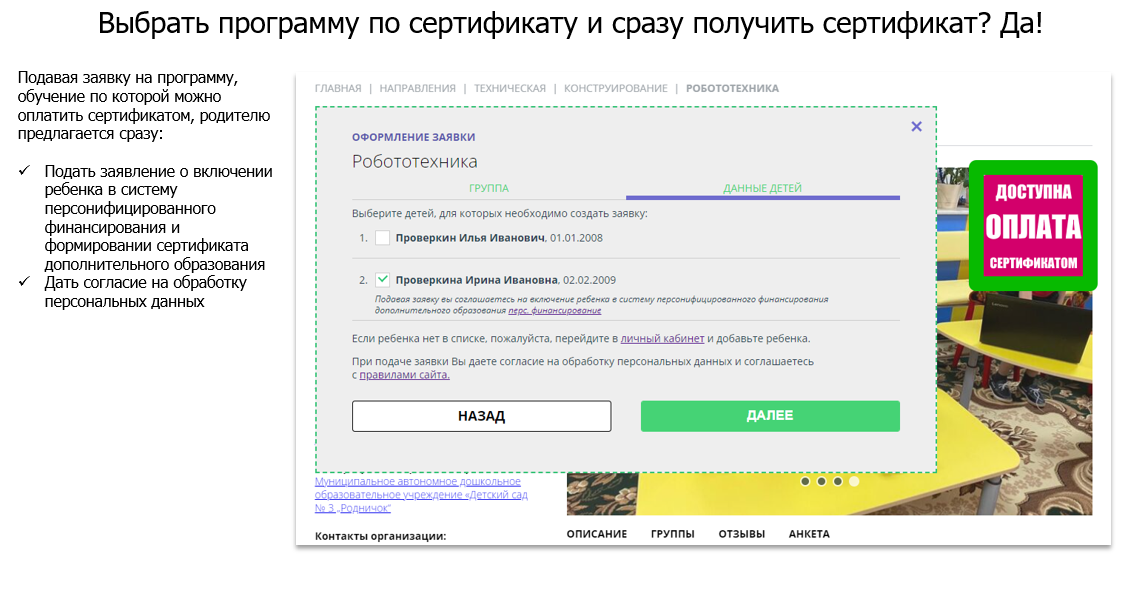 Выбрать программу по сертификату и сразу получить сертификат? Да!
Подавая заявку на программу,
обучение по которой можно
оплатить сертификатом, родителю
предлагается сразу:
✓ Подать заявление о включении
ребенка в систему
персонифицированного
финансирования и
формировании сертификата
дополнительного образования
✓ Дать согласие на обработку
персональных данных
ГЛАВНАЯ | НАПРАВЛЕНИЯ | ТЕХНИЧЕСКАЯ | КОНСТРУИРОВАНИЕ | РОБОТОТЕХНИКА
ОФОРМЛЕНИЕ ЗАЯВКИ
Робототехника
ГРУППА ДАННЫЕ ДЕТЕЙ
Выберите детей, для которых необходимо создать заявку:
1. Проверкин Илья Иванович, 01.01.2008
2. Проверкина Ирина Ивановна, 02.02.2009
Подавая заявку вы соглашаетесь на включение ребенка в систему персонифицированного финансирования
дополнительного образования перс. финансирование
Если ребенка нет в списке, пожалуйста, перейдите в личный кабинет и добавьте ребенка.
При подаче заявки Вы даете согласие на обработку персональных данных и соглашаетесь
с правилами сайта.
НАЗАД ДАЛЕЕ
ДОСТУПНА
ОПЛАТА
СЕРТИФИКАТОМ
Муниципальное автономное дошкольное
образовательное учреждение «Детский сад
№ 3 „Родничок“
Контакты организации:
ОПИСАНИЕ ГРУППЫ ОТЗЫВЫ АНКЕТА